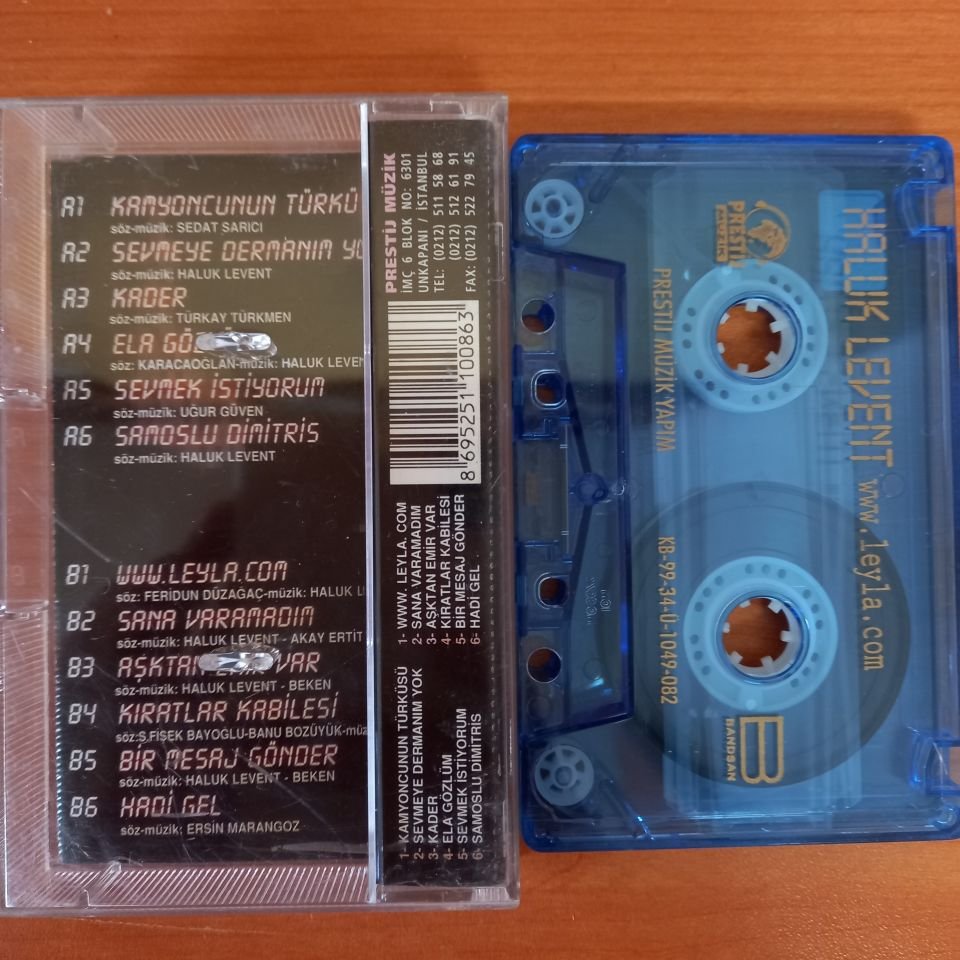 A1 KAMYONCUNUN TÜRKÜ
söz-müzik: SEDAT SARICI
A2 SEVMEYE DERMANIM YO
söz-müzik: HALUK LEVENT
A3 KADER
söz-müzik: TÜRKAY TÜRKMEN
A4 ELA GÖZ
söz: KARACAOĞLAN-müzik: HALUK LEVEN
A5 SEVMEK İSTİYORUM
söz-müzik: UĞUR GÜVEN
A6 SAMOSLU DİMİTRİS
söz-müzik: HALUK LEVENT
B1 WWW.LEYLA.COM
söz: FERİDUN DÜZAĞAÇ-müzik: HALUK L
B2 SANA VARAMADIM
söz-müzik: HALUK LEVENT - AKAY ERTİT
B3 AŞKTAN VAR
söz-müzik: HALUK LEVENT - BEKEN
B4 KIRATLAR KABİLESİ
söz:S.FİŞEK BAYOGLU-BANU BOZÜYÜK-mü
B5 BİR MESAJ GÖNDER
söz-müzik: HALUK LEVENT - BEKEN
B6 HADİ GEL
söz-müzik: ERSİN MARANGOZ
PRESTİJ MÜZİK
İMÇ 6 BLOK NO: 6301
UNKAPANI / İSTANBUL
TEL: (0212) 511 58 68
(0212) 512 61 91
FAX: (0212) 522 79 45
8 695251 100863
1- WWW. LEYLA. COM
2- SANA VARAMADIM
3- AŞKTAN EMİR VAR
4- KIRATLAR KABİLESİ
5- BİR MESAJ GÖNDER
6- HADİ GEL
1- KAMYONCUNUN TÜRKÜSÜ
2- SEVMEYE DERMANIM YOK
3- KADER
4- ELA GÖZLÜM
5- SEVMEK İSTİYORUM
6- SAMOSLU DİMİTRİS
HALUK LEVENT www.leyla.com
PRESTİJ MÜZİK YAPIM
KB-99.34-Ü-1049-082
B
BANDSAN